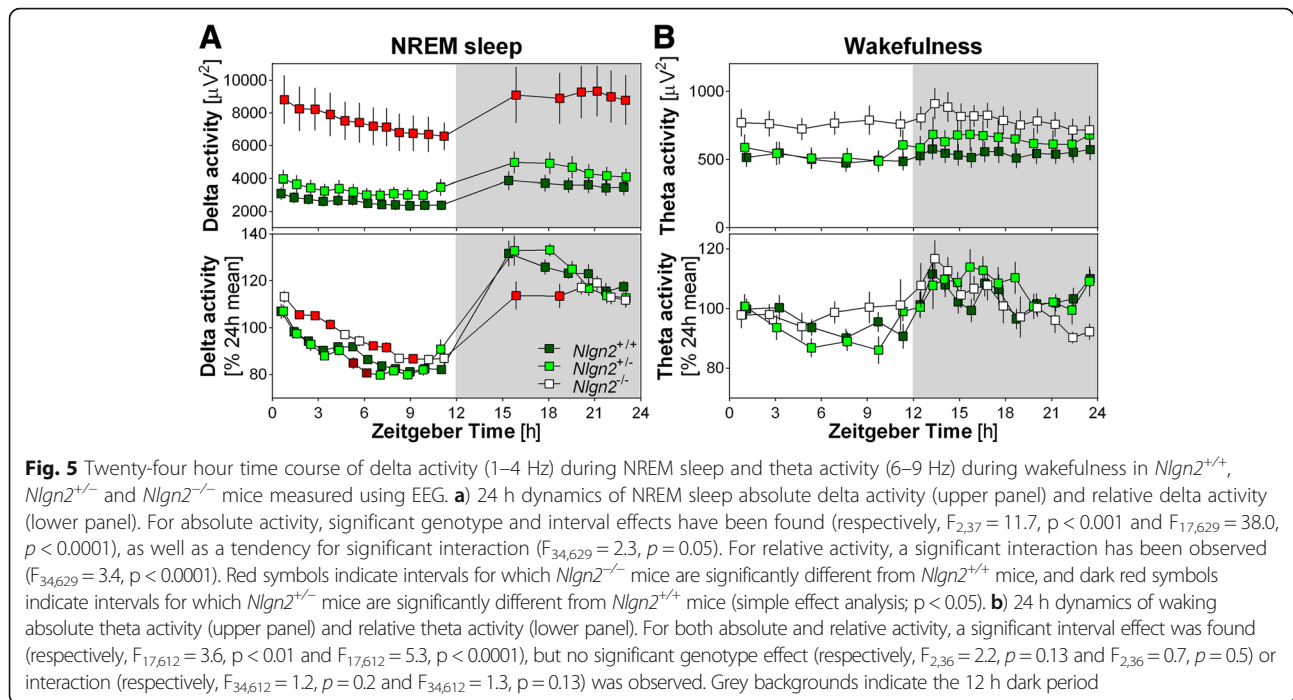 A
NREM sleep
B
Wakefulness
Delta activity [μV²]
10000
8000
6000
4000
2000
Theta activity [μV²]
1000
500
0
Delta activity
[% 24h mean]
140
120
100
80
Nlgn2+/+
Nlgn2+/-
Nlgn2-/-
0 3 6 9 12 15 18 21 24
Zeitgeber Time [h]
Theta activity
[% 24h mean]
120
100
80
0 3 6 9 12 15 18 21 24
Zeitgeber Time [h]
Fig. 5 Twenty-four hour time course of delta activity (1–4 Hz) during NREM sleep and theta activity (6–9 Hz) during wakefulness in Nlgn2+/+,
Nlgn2+/− and Nlgn2−/− mice measured using EEG. a) 24 h dynamics of NREM sleep absolute delta activity (upper panel) and relative delta activity
(lower panel). For absolute activity, significant genotype and interval effects have been found (respectively, F2,37 = 11.7, p < 0.001 and F17,629 = 38.0,
p < 0.0001), as well as a tendency for significant interaction (F34,629 = 2.3, p = 0.05). For relative activity, a significant interaction has been observed
(F34,629 = 3.4, p < 0.0001). Red symbols indicate intervals for which Nlgn2−/− mice are significantly different from Nlgn2+/+ mice, and dark red symbols
indicate intervals for which Nlgn2+/− mice are significantly different from Nlgn2+/+ mice (simple effect analysis; p < 0.05). b) 24 h dynamics of waking
absolute theta activity (upper panel) and relative theta activity (lower panel). For both absolute and relative activity, a significant interval effect was found
(respectively, F17,612 = 3.6, p < 0.01 and F17,612 = 5.3, p < 0.0001), but no significant genotype effect (respectively, F2,36 = 2.2, p = 0.13 and F2,36 = 0.7, p = 0.5) or
interaction (respectively, F34,612 = 1.2, p = 0.2 and F34,612 = 1.3, p = 0.13) was observed. Grey backgrounds indicate the 12 h dark period